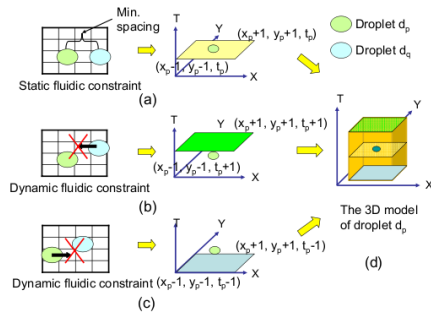 Min.
spacing
Static fluidic constraint
T
Y
X
(xp+1, yp+1, tp)
(xp-1, yp-1, tp)
(a)
Droplet dp
Droplet dq
Dynamic fluidic constraint
T
Y
X
(xp+1, yp+1, tp+1)
(xp-1, yp-1, tp+1)
(b)
T
Y
X
The 3D model
of droplet dp
(d)
Dynamic fluidic constraint
T
Y
X
(xp+1, yp+1, tp-1)
(xp-1, yp-1, tp-1)
(c)